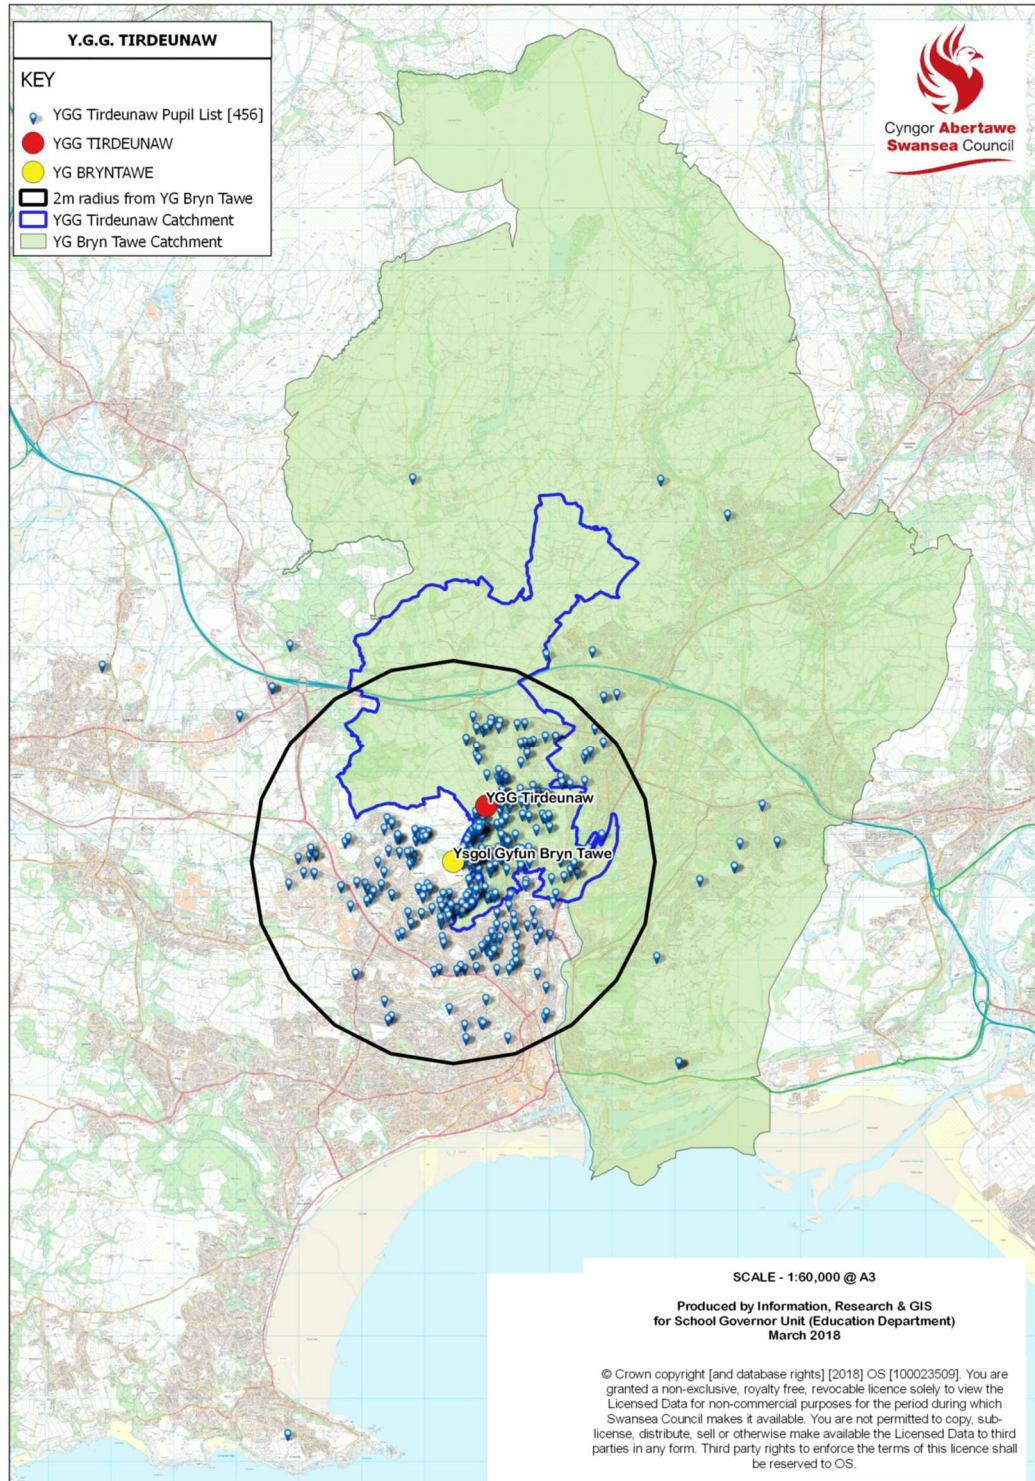 Y.G.G. TIRDEUNAW
KEY
YGG Tirdeunaw Pupil List [456]
YGG TIRDEUNAW
YG BRYNTAWE
2m radius from YG Bryn Tawe
YGG Tirdeunaw Catchment
YG Bryn Tawe Catchment
Cyngor Abertawe
Swansea Council
YGG Tirdeunaw
Ysgol Gyfun Bryn Tawe
SCALE - 1:60,000 @ A3
Produced by Information, Research & GIS
for School Governor Unit (Education Department)
March 2018
© Crown copyright [and database rights] [2018] OS [100023509]. You are
granted a non-exclusive, royalty free, revocable licence solely to view the
Licensed Data for non-commercial purposes for the period during which
Swansea Council makes it available. You are not permitted to copy, sub-
license, distribute, sell or otherwise make available the Licensed Data to third
parties in any form. Third party rights to enforce the terms of this licence shall
be reserved to OS.